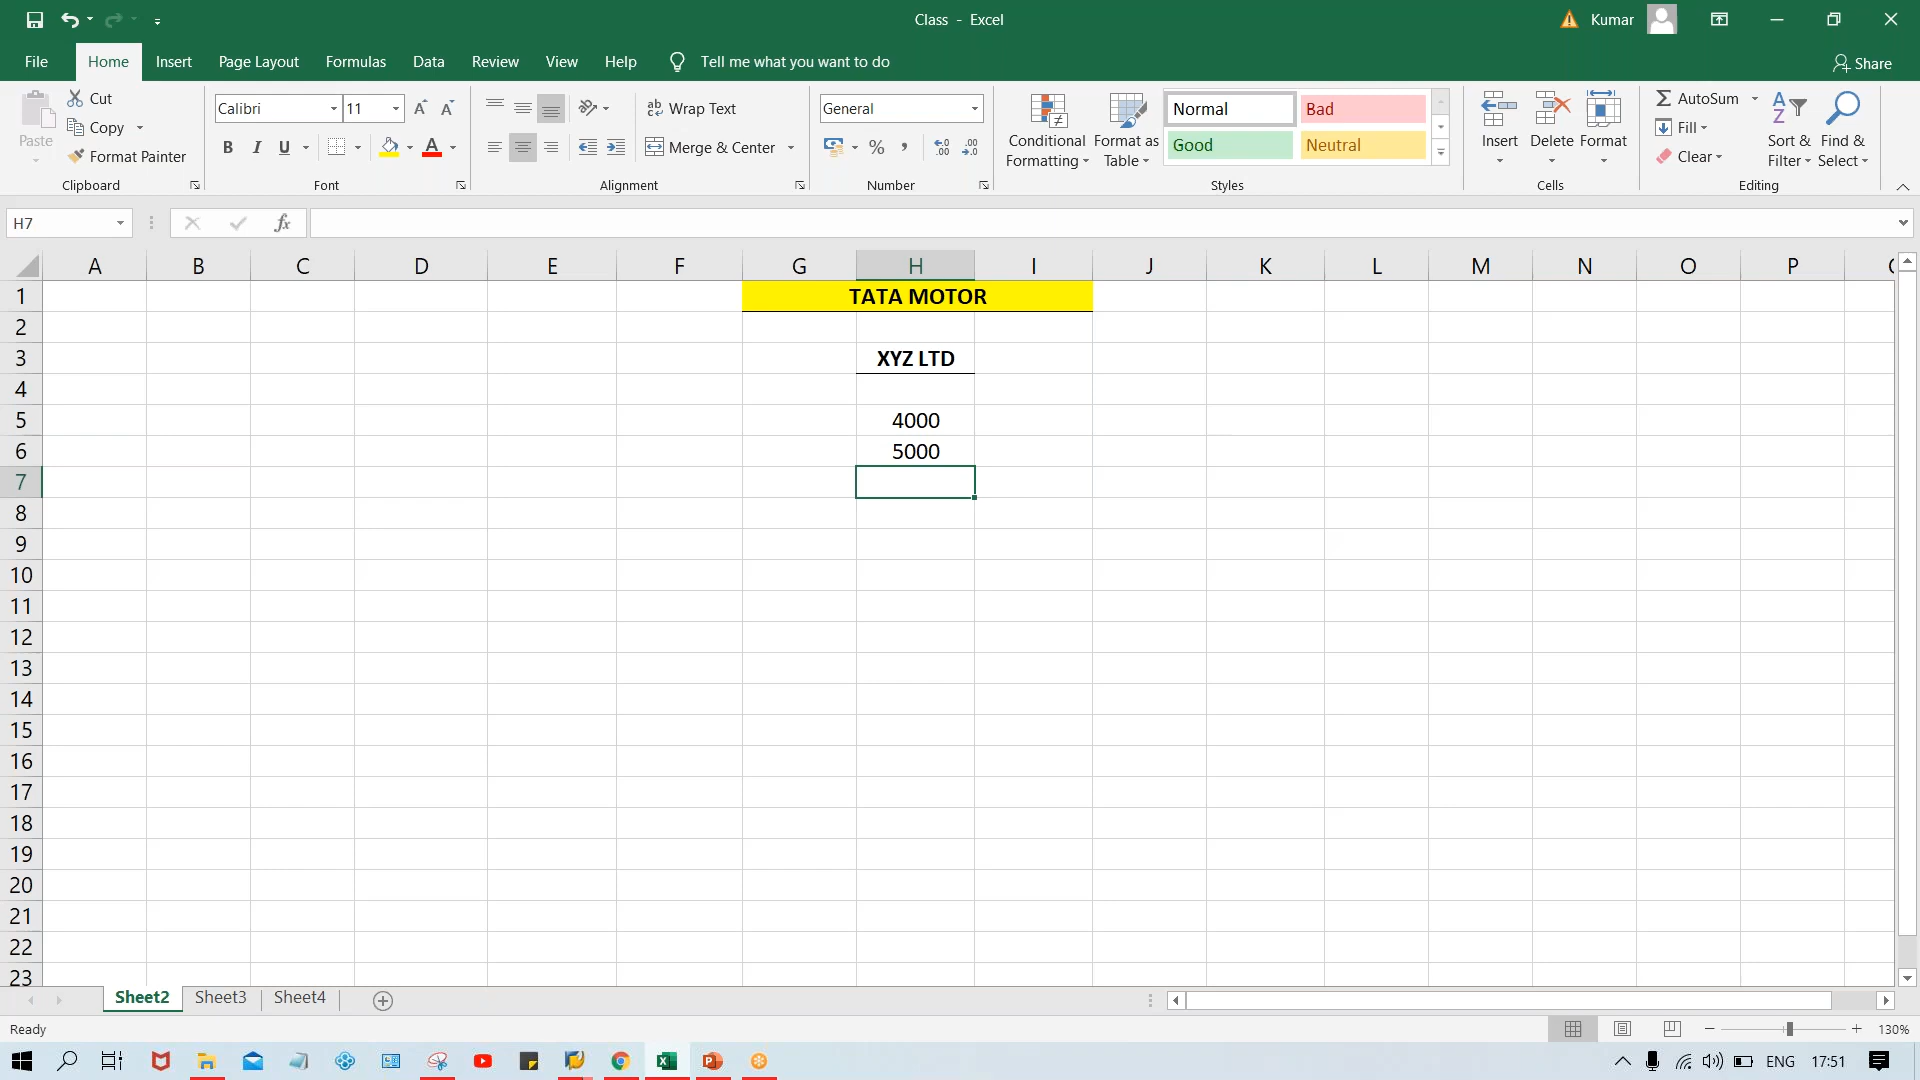 Class - Excel
Kumar
File Home Insert Page Layout Formulas Data Review View Help Tell me what you want to do
Share
Paste
Cut
Copy
Format Painter
Clipboard
Calibri 11
B I U
Font
Wrap Text
Merge & Center
Alignment
General
Number
Conditional Formatting
Format as Table
Normal Bad
Good Neutral
Styles
Insert Delete Format
Cells
AutoSum
Fill
Clear
Sort & Filter
Find & Select
Editing
H7
fx
A B C D E F G H I J K L M N O P
1 TATA MOTOR
2
3 XYZ LTD
4
5 4000
6 5000
7
8
9
10
11
12
13
14
15
16
17
18
19
20
21
22
23
Sheet2 Sheet3 Sheet4
Ready
130%
ENG 17:51